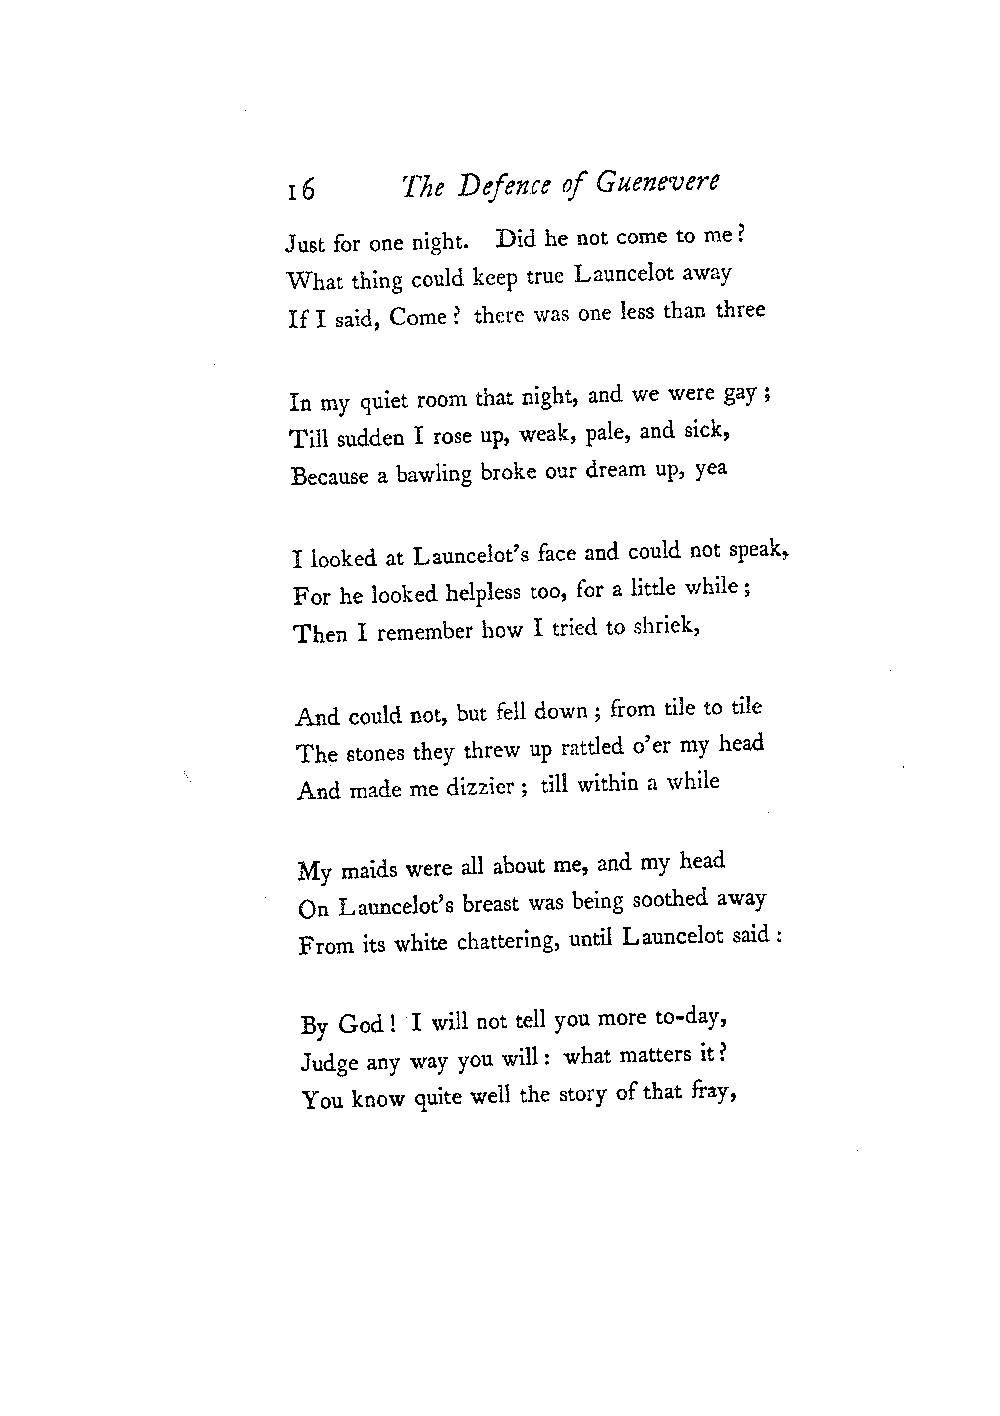 16 The Defence of Guenevere
Just for one night. Did he not come to me?
What thing could keep true Launcelot away
If I said, Come? there was one less than three
In my quiet room that night, and we were gay;
Till sudden I rose up, weak, pale, and sick,
Because a bawling broke our dream up, yea
I looked at Launcelot's face and could not speak,
For he looked helpless too, for a little while;
Then I remember how I tried to shriek,
And could not, but fell down; from tile to tile
The stones they threw up rattled o'er my head
And made me dizzier; till within a while
My maids were all about me, and my head
On Launcelot's breast was being soothed away
From its white chattering, until Launcelot said:
By God! I will not tell you more to-day,
Judge any way you will: what matters it?
You know quite well the story of that fray,